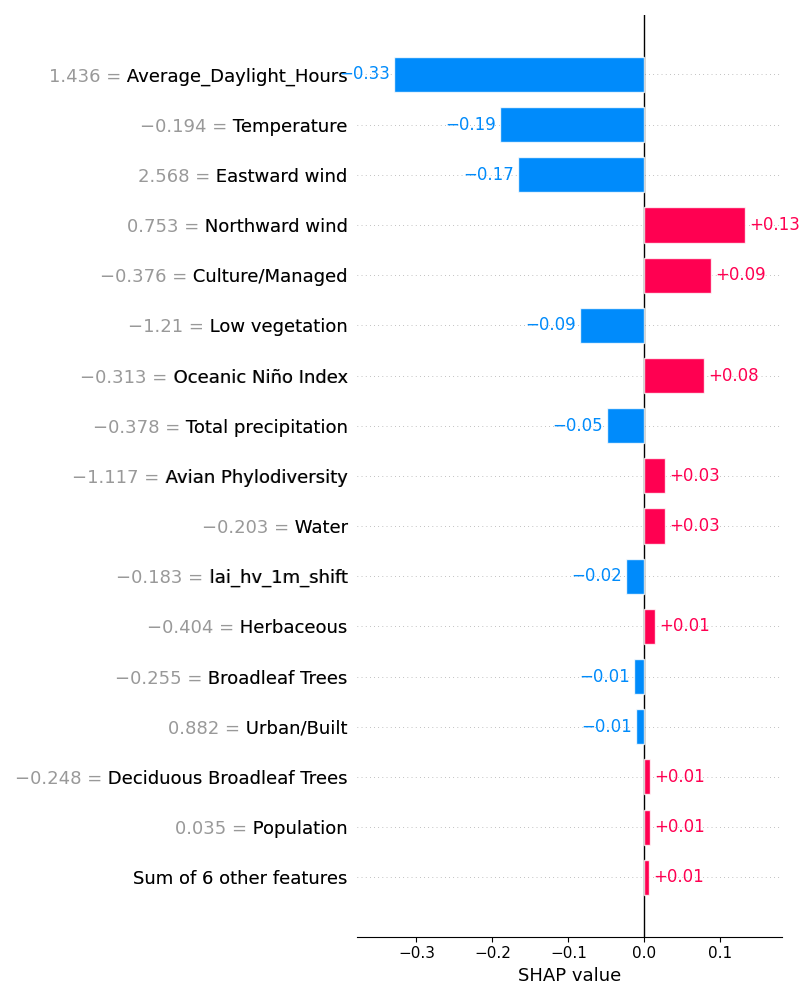 1.436 = Average_Daylight_Hours −0.33
−0.194 = Temperature −0.19
2.568 = Eastward wind −0.17
0.753 = Northward wind +0.13
−0.376 = Culture/Managed +0.09
−1.21 = Low vegetation −0.09
−0.313 = Oceanic Niño Index +0.08
−0.378 = Total precipitation −0.05
−1.117 = Avian Phylodiversity +0.03
−0.203 = Water +0.03
−0.183 = lai_hv_1m_shift −0.02
−0.404 = Herbaceous +0.01
−0.255 = Broadleaf Trees −0.01
0.882 = Urban/Built −0.01
−0.248 = Deciduous Broadleaf Trees +0.01
0.035 = Population +0.01
Sum of 6 other features +0.01
−0.3 −0.2 −0.1 0.0 0.1
SHAP value